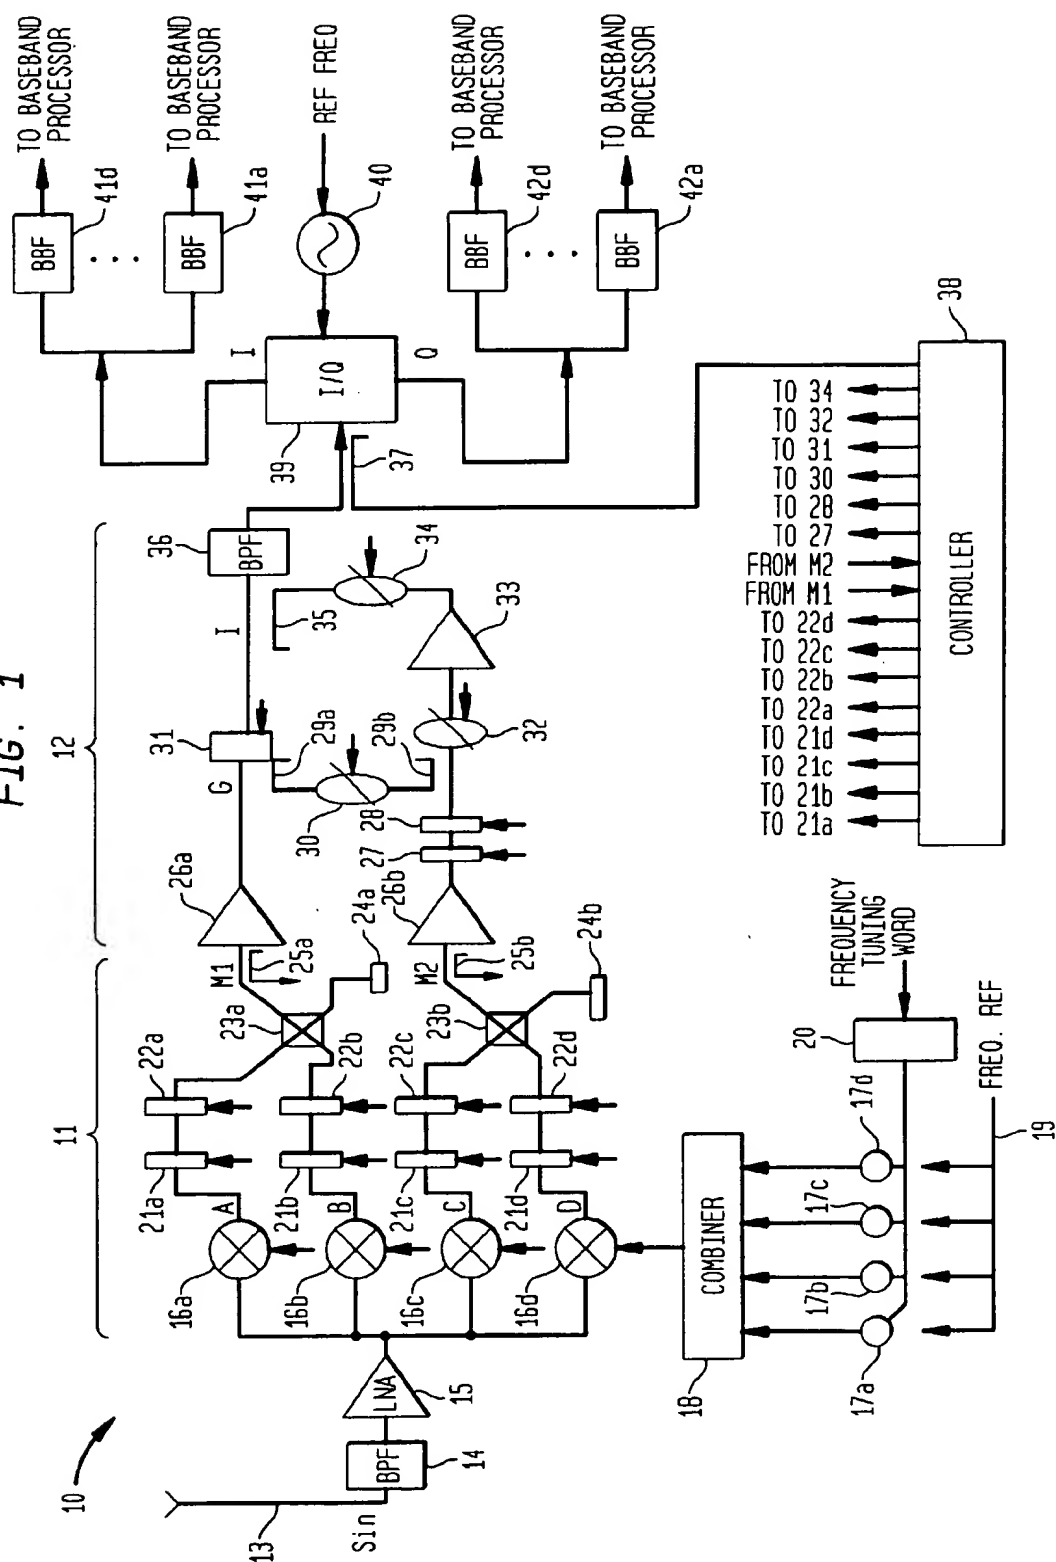 FIG. 1
10
11
12
13
Sin
BPF
14
LNA
15
16a
16b
16c
16d
A
B
C
D
21a
21b
21c
21d
22a
22b
22c
22d
23a
23b
24a
24b
M1
M2
25a
25b
26a
26b
27
28
G
29a
29b
30
31
32
33
34
35
I
BPF
36
37
I/Q
39
I
Q
40
REF FREQ
BBF
41d
TO BASEBAND
PROCESSOR
BBF
41a
TO BASEBAND
PROCESSOR
BBF
42d
TO BASEBAND
PROCESSOR
BBF
42a
TO BASEBAND
PROCESSOR
COMBINER
18
17a
17b
17c
17d
19
FREQ. REF
20
FREQUENCY
TUNING
WORD
CONTROLLER
38
TO 21a
TO 21b
TO 21c
TO 21d
TO 22a
TO 22b
TO 22c
TO 22d
FROM M1
FROM M2
TO 27
TO 28
TO 30
TO 31
TO 32
TO 34